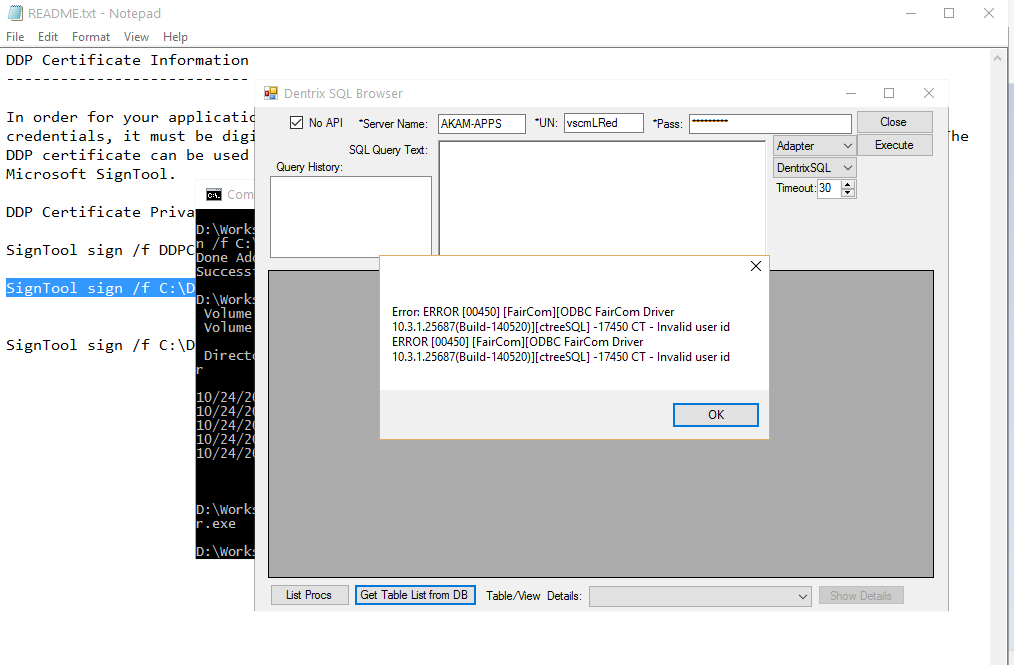 README.txt - Notepad
File Edit Format View Help
DDP Certificate Information
---------------------------
In order for your applicatio
credentials, it must be digi
The
DDP certificate can be used
Microsoft SignTool.
DDP Certificate Priva
SignTool sign /f DDPC
SignTool sign /f C:\D
SignTool sign /f C:\D
Com
D:\Works
n /f C:
Done Add
Success
D:\Works
Volume
Volume
Directo
r
10/24/20
10/24/20
10/24/20
10/24/20
10/24/20
D:\Works
r.exe
D:\Works
Dentrix SQL Browser
No API *Server Name: AKAM-APPS *UN: vscmLRed *Pass: ********* Close
SQL Query Text: Adapter Execute
Query History: DentrixSQL
Timeout: 30
Error: ERROR [00450] [FairCom][ODBC FairCom Driver
10.3.1.25687(Build-140520)][ctreeSQL] -17450 CT - Invalid user id
ERROR [00450] [FairCom][ODBC FairCom Driver
10.3.1.25687(Build-140520)][ctreeSQL] -17450 CT - Invalid user id
OK
List Procs Get Table List from DB Table/View Details: Show Details